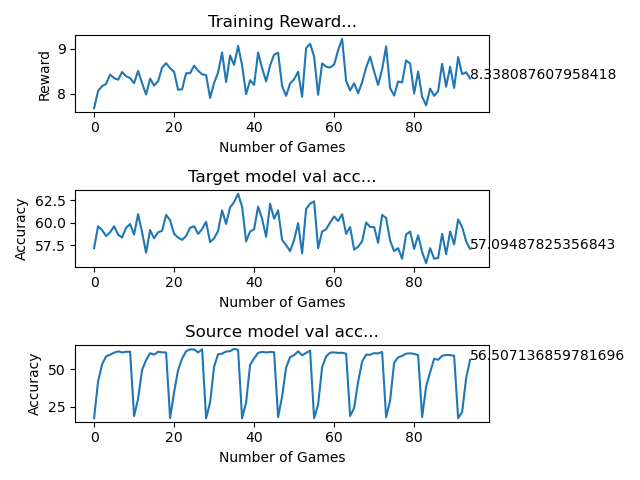 Training Reward...
9
8
Reward
8.338087607958418
0 20 40 60 80
Number of Games
Target model val acc...
62.5
60.0
57.5
Accuracy
57.09487825356843
0 20 40 60 80
Number of Games
Source model val acc...
50
25
Accuracy
56.507136859781696
0 20 40 60 80
Number of Games